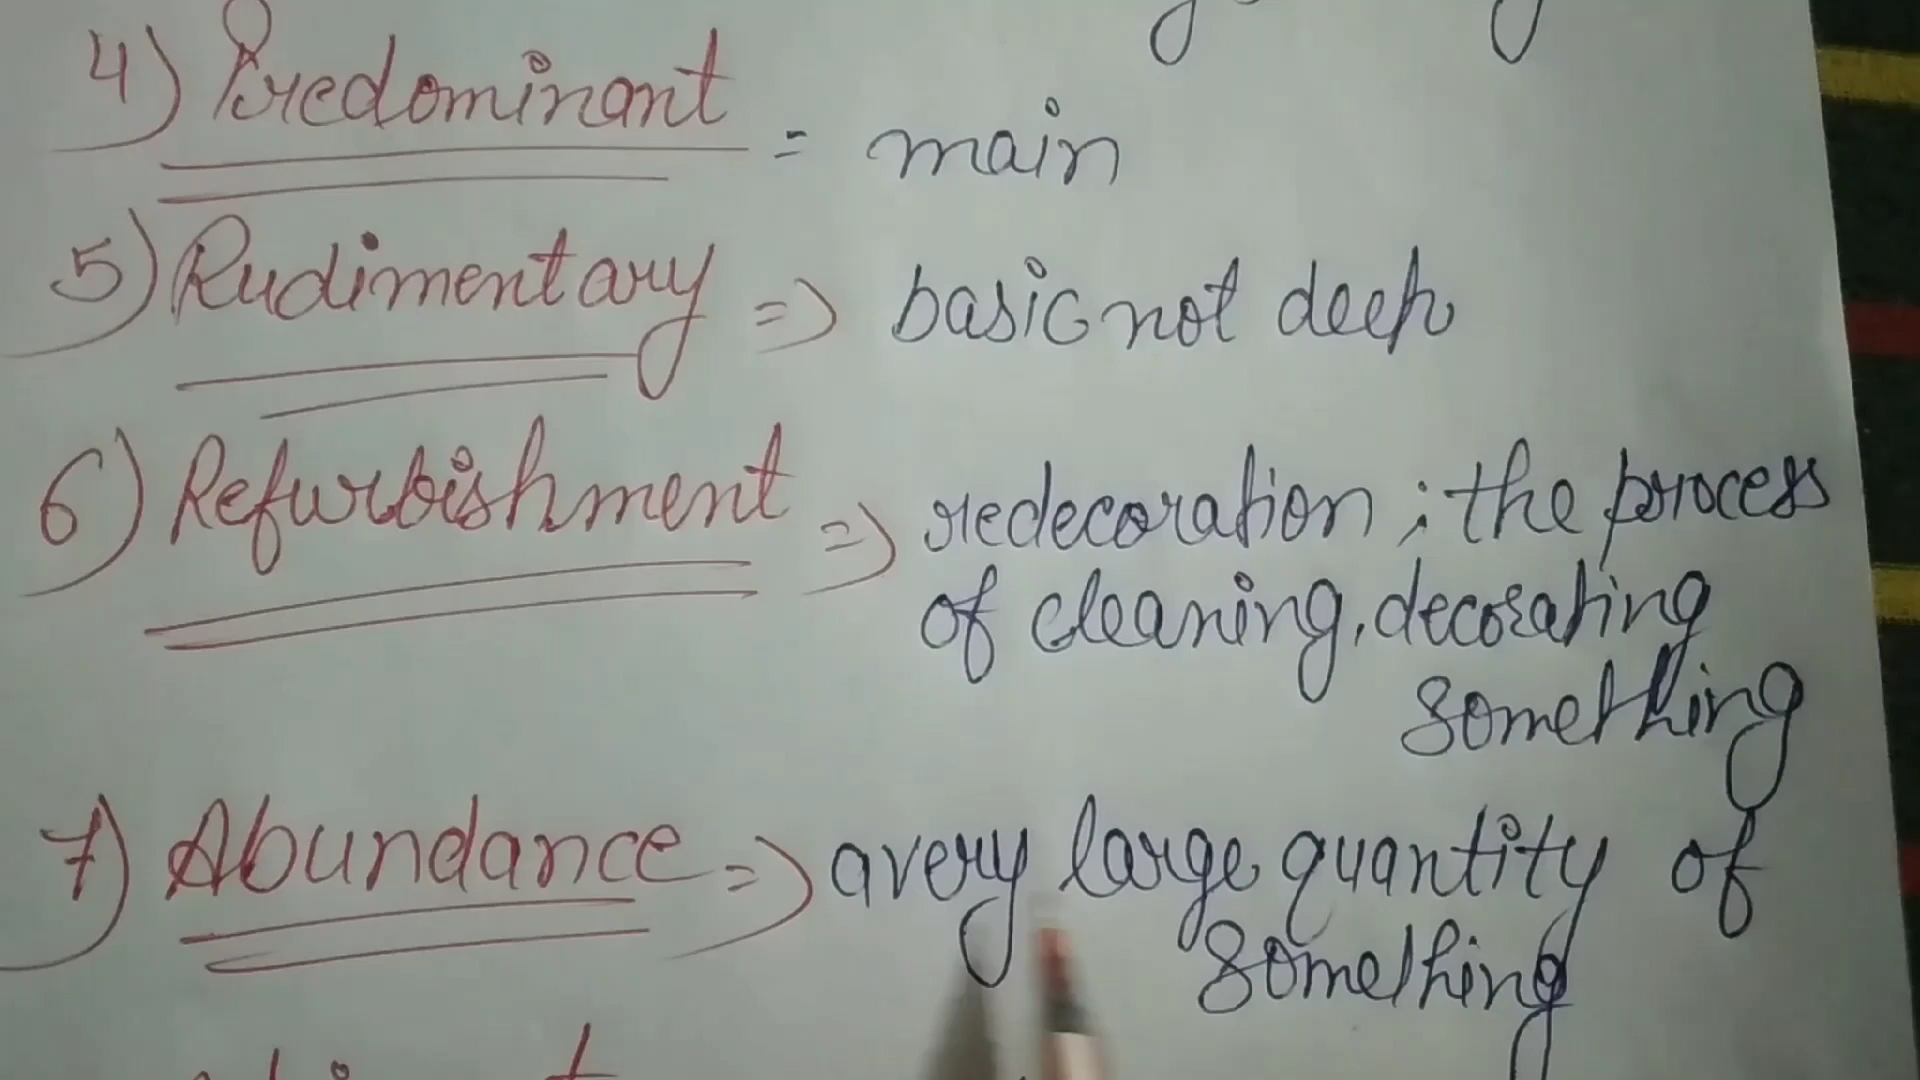 4) Predominant = main
5) Rudimentary => basic not deep
6) Refurbishment => redecoration ; the process
of cleaning, decorating
something
7) Abundance => a very large quantity of
something